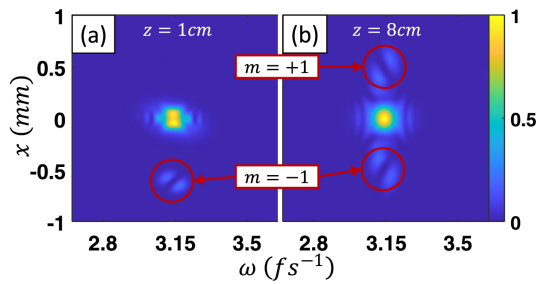 (a) z = 1cm
(b) z = 8cm
m = +1
m = −1
x (mm)
1
0.5
0
-0.5
-1
2.8 3.15 3.5
2.8 3.15 3.5
ω (fs⁻¹)
1
0.5
0